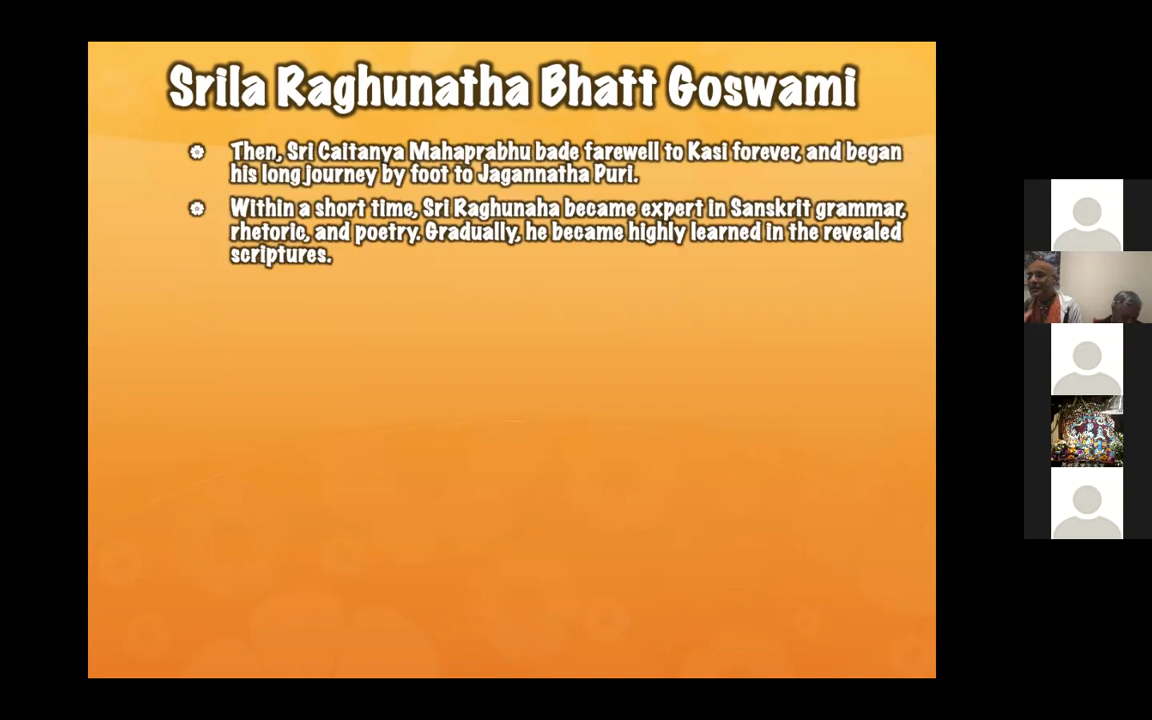 Srila Raghunatha Bhatt Goswami
Then, Sri Caitanya Mahaprabhu bade farewell to Kasi forever, and began
his long journey by foot to Jagannatha Puri.
Within a short time, Sri Raghunaha became expert in Sanskrit grammar,
rhetoric, and poetry. Gradually, he became highly learned in the revealed
scriptures.